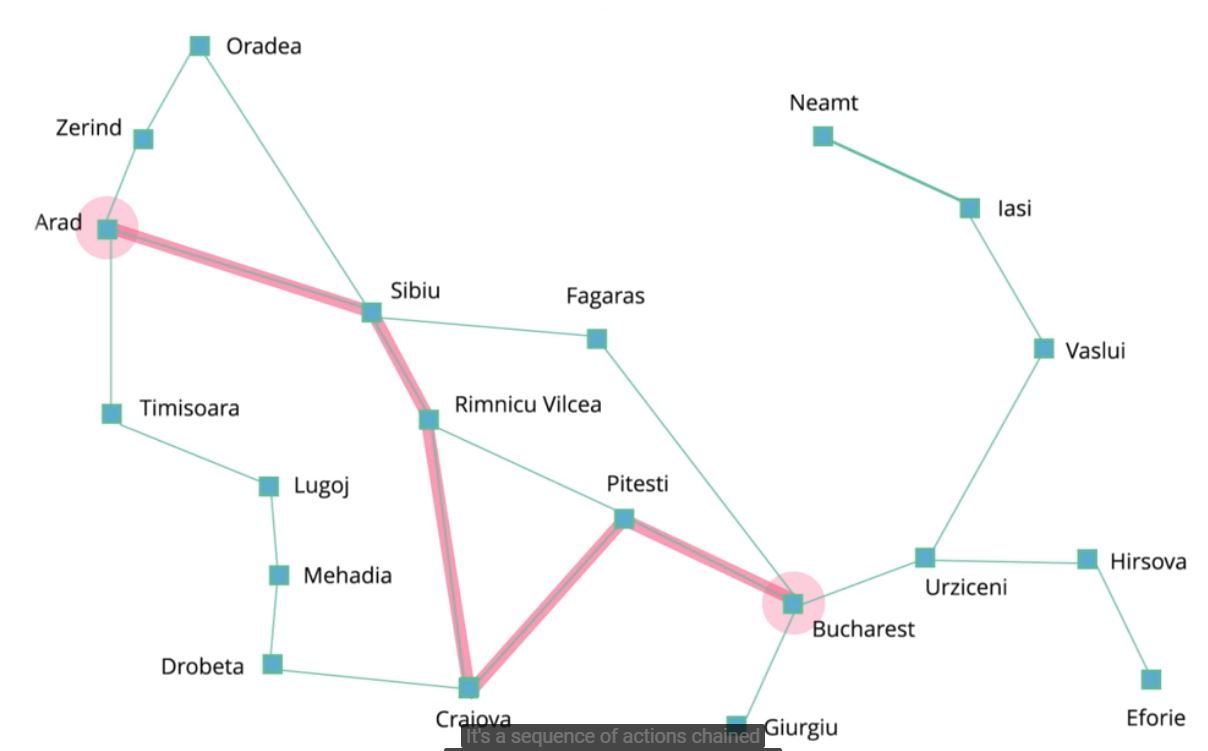 Oradea
Neamt
Zerind
Iasi
Arad
Sibiu
Fagaras
Vaslui
Timisoara
Rimnicu Vilcea
Pitesti
Lugoj
Mehadia
Hirsova
Urziceni
Bucharest
Drobeta
Craiova
Eforie
Giurgiu
It's a sequence of actions chained